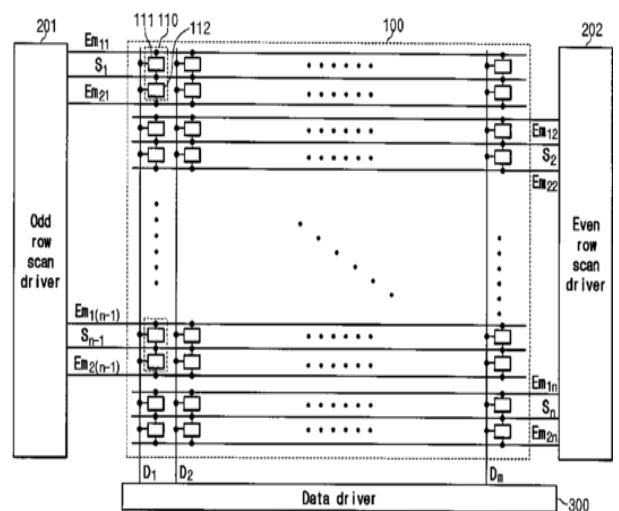 201
111
110
112
100
202
Em11
S1
Em21
Em12
S2
Em22
Odd
row
scan
driver
Even
row
scan
driver
Em1(n-1)
Sn-1
Em2(n-1)
Em1n
Sn
Em2n
D1
D2
Dm
Data driver
300